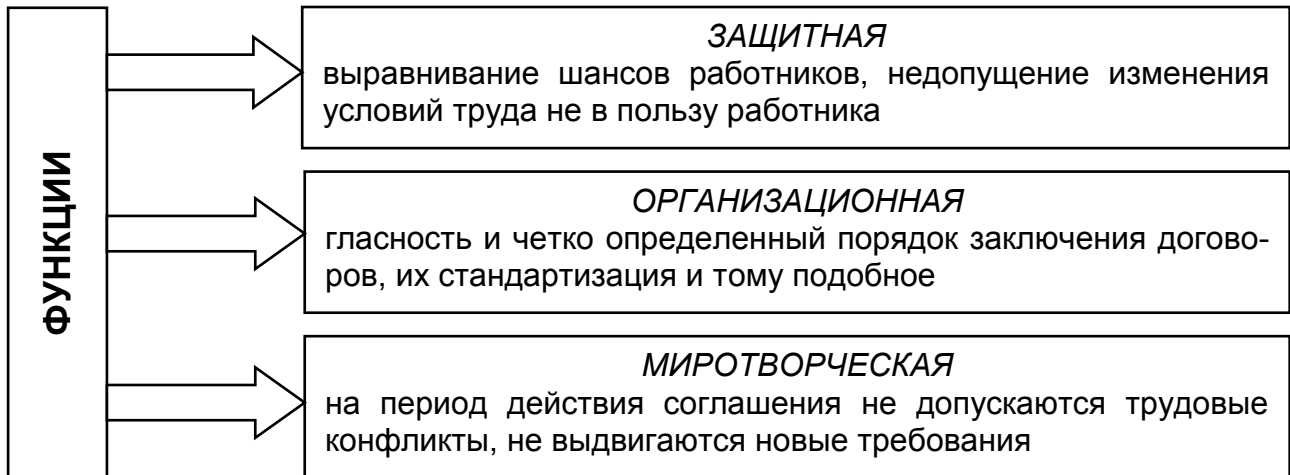 ФУНКЦИИ
ЗАЩИТНАЯ
выравнивание шансов работников, недопущение изменения
условий труда не в пользу работника
ОРГАНИЗАЦИОННАЯ
гласность и четко определенный порядок заключения догово-
ров, их стандартизация и тому подобное
МИРОТВОРЧЕСКАЯ
на период действия соглашения не допускаются трудовые
конфликты, не выдвигаются новые требования